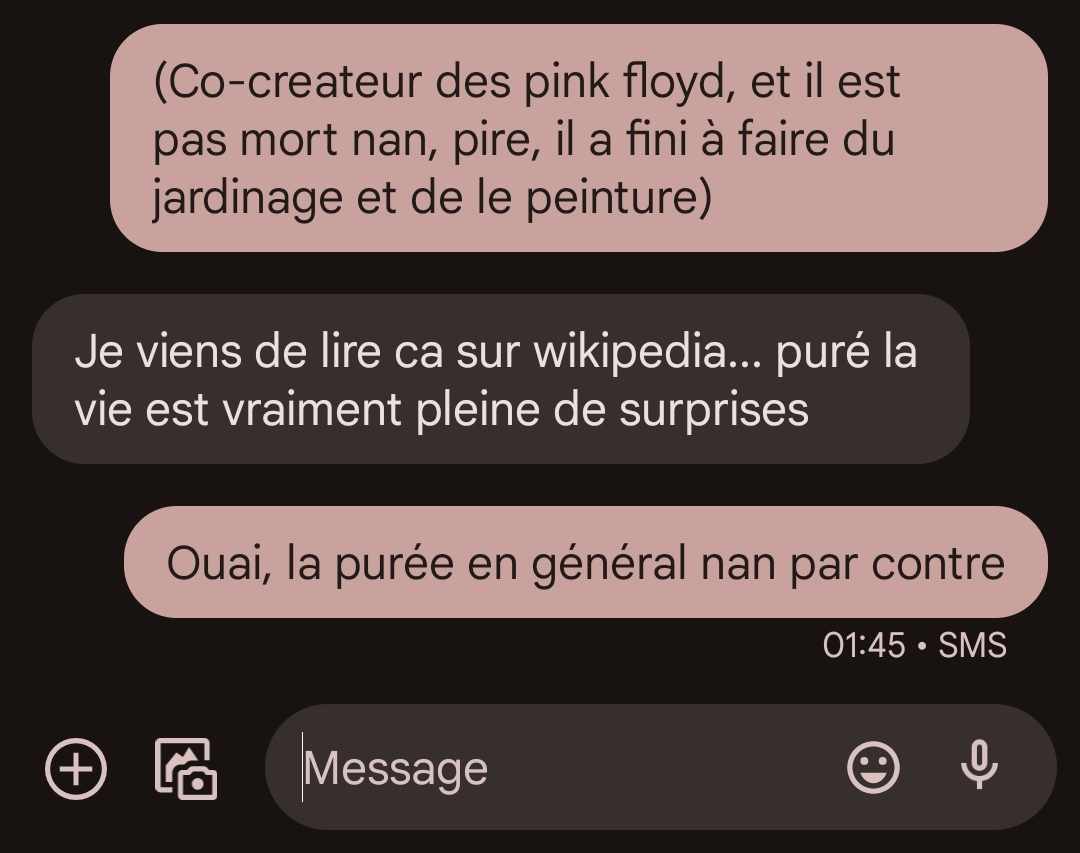 (Co-createur des pink floyd, et il est
pas mort nan, pire, il a fini à faire du
jardinage et de le peinture)
Je viens de lire ca sur wikipedia... puré la
vie est vraiment pleine de surprises
Ouai, la purée en général nan par contre
01:45 • SMS
Message